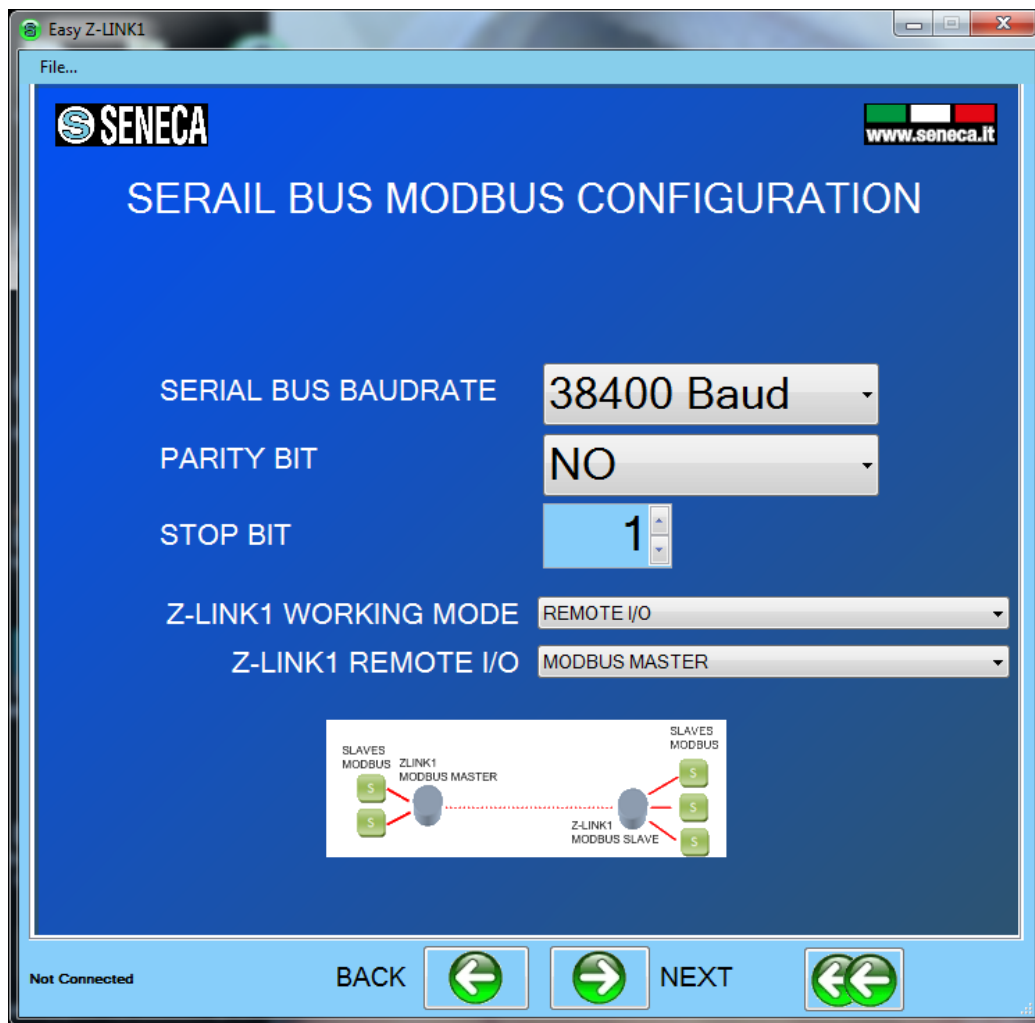 Easy Z-LINK1
File...
SENECA
www.seneca.it
SERAIL BUS MODBUS CONFIGURATION
SERIAL BUS BAUDRATE 38400 Baud
PARITY BIT NO
STOP BIT 1
Z-LINK1 WORKING MODE REMOTE I/O
Z-LINK1 REMOTE I/O MODBUS MASTER
SLAVES
MODBUS
ZLINK1
MODBUS MASTER
S
S
SLAVES
MODBUS
S
S
S
Z-LINK1
MODBUS SLAVE
Not Connected
BACK
NEXT